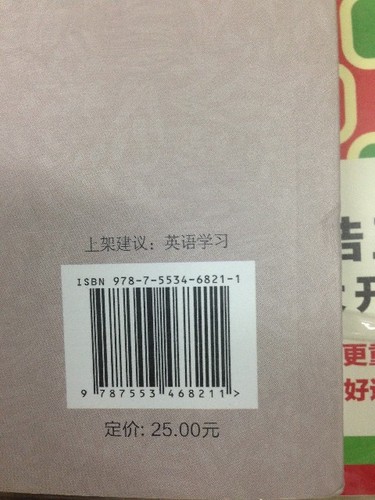 上架建议：英语学习
ISBN 978-7-5534-6821-1
9 787553 468211 >
定价: 25.00元
开
更
好